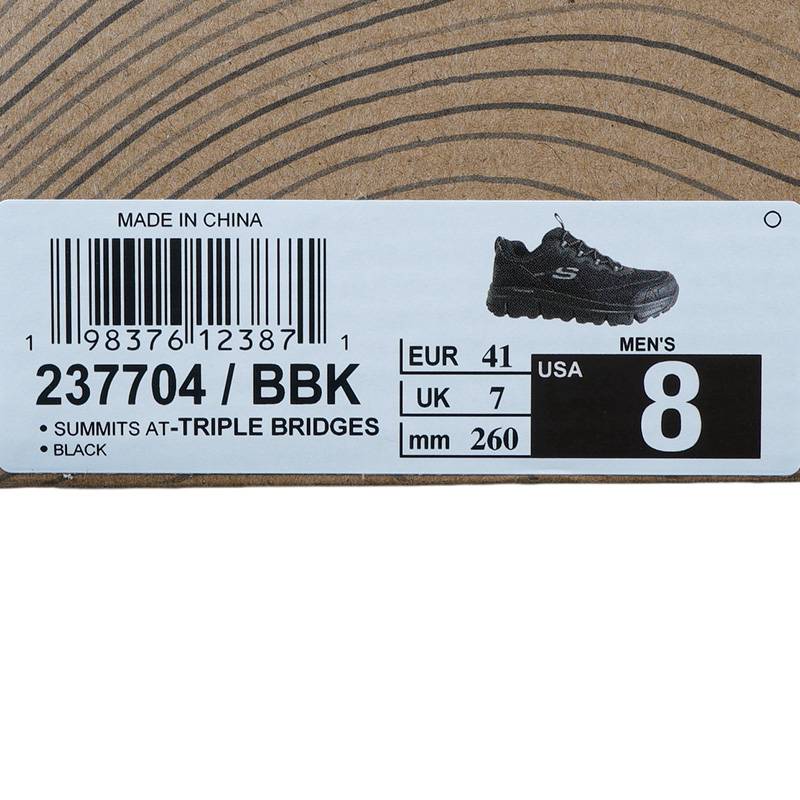 MADE IN CHINA
1 98376 12387 1
237704 / BBK
• SUMMITS AT-TRIPLE BRIDGES
• BLACK
S
EUR 41
UK 7
mm 260
MEN'S
USA 8